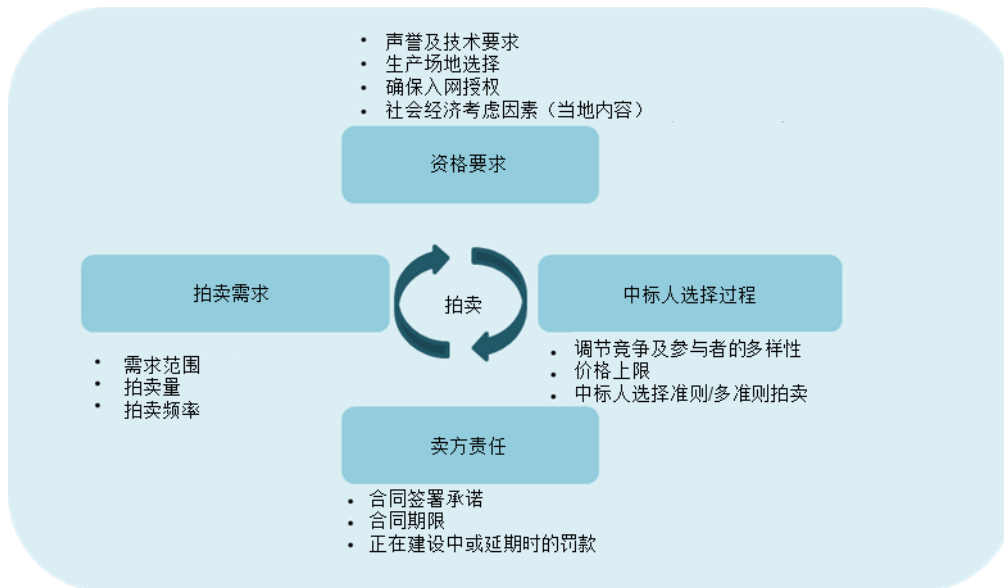 • 声誉及技术要求
• 生产场地选择
• 确保入网授权
• 社会经济考虑因素（当地内容）
资格要求
拍卖需求
拍卖
中标人选择过程
• 需求范围
• 拍卖量
• 拍卖频率
• 调节竞争及参与者的多样性
• 价格上限
• 中标人选择准则/多准则拍卖
卖方责任
• 合同签署承诺
• 合同期限
• 正在建设中或延期时的罚款